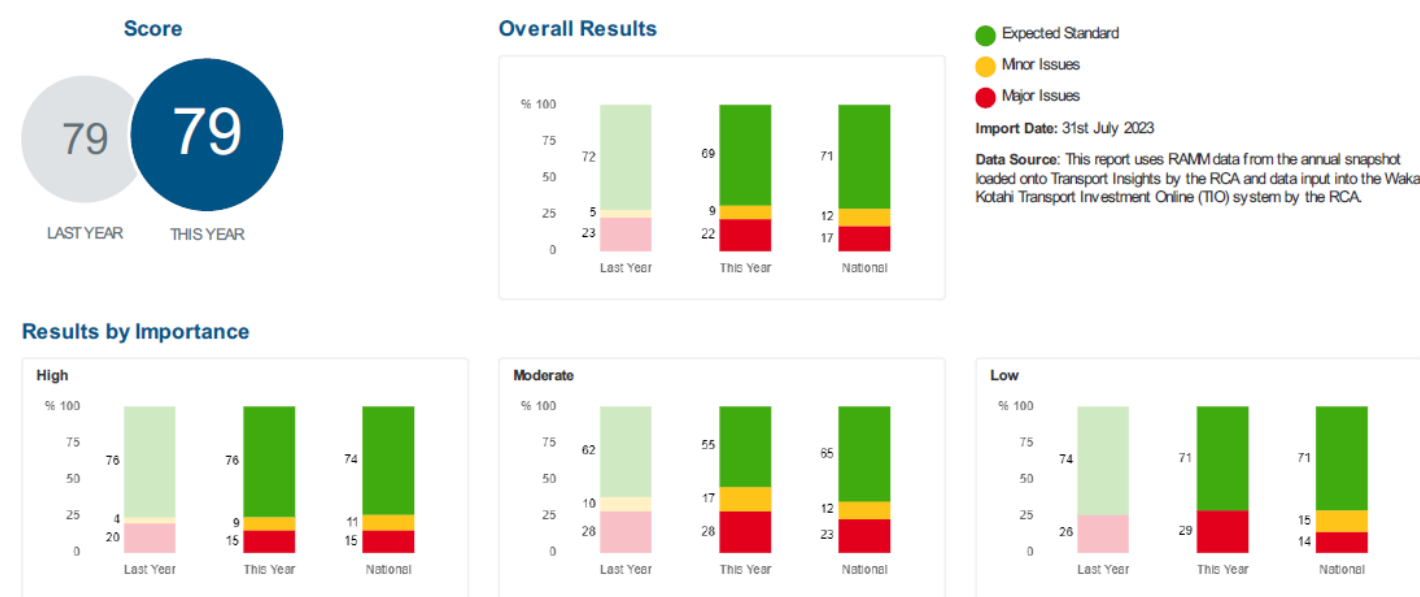 Score
79
79
LAST YEAR
THIS YEAR
Overall Results
% 100
75
50
25
0
72
5
23
69
9
22
71
12
17
Last Year
This Year
National
Expected Standard
Minor Issues
Major Issues
Import Date: 31st July 2023
Data Source: This report uses RAMM data from the annual snapshot
loaded onto Transport Insights by the RCA and data input into the Waka
Kotahi Transport Investment Online (TIO) system by the RCA.
Results by Importance
High
% 100
75
50
25
0
76
4
20
76
9
15
74
11
15
Last Year
This Year
National
Moderate
% 100
75
50
25
0
62
10
28
55
17
28
65
12
23
Last Year
This Year
National
Low
% 100
75
50
25
0
74
26
71
29
71
15
14
Last Year
This Year
National